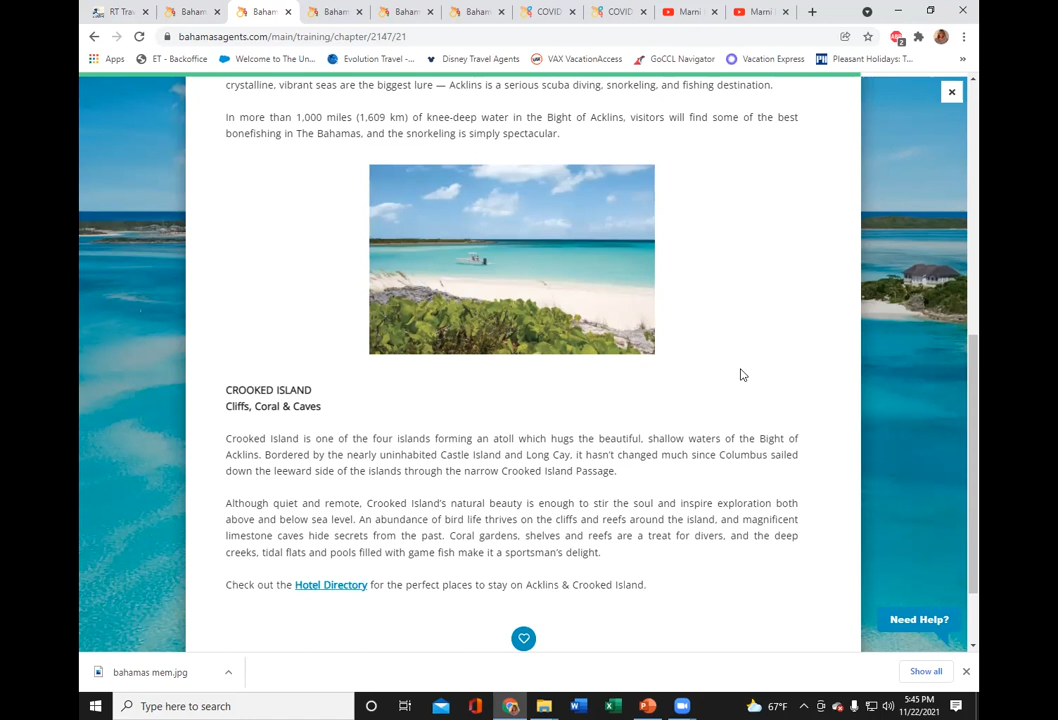 RT Tra
Baham
Baham
Baham
Baham
Baham
COVID
COVID
Marni
Marni
bahamasagents.com/main/training/chapter/2147/21
Apps
ET - Backoffice
Welcome to The Un...
Evolution Travel -...
Disney Travel Agents
VAX VacationAccess
GoCCL Navigator
Vacation Express
Pleasant Holidays: T...
»
crystalline, vibrant seas are the biggest lure — Acklins is a serious scuba diving, snorkeling, and fishing destination.
In more than 1,000 miles (1,609 km) of knee-deep water in the Bight of Acklins, visitors will find some of the best
bonefishing in The Bahamas, and the snorkeling is simply spectacular.
CROOKED ISLAND
Cliffs, Coral & Caves
Crooked Island is one of the four islands forming an atoll which hugs the beautiful, shallow waters of the Bight of
Acklins. Bordered by the nearly uninhabited Castle Island and Long Cay, it hasn't changed much since Columbus sailed
down the leeward side of the islands through the narrow Crooked Island Passage.
Although quiet and remote, Crooked Island's natural beauty is enough to stir the soul and inspire exploration both
above and below sea level. An abundance of bird life thrives on the cliffs and reefs around the island, and magnificent
limestone caves hide secrets from the past. Coral gardens, shelves and reefs are a treat for divers, and the deep
creeks, tidal flats and pools filled with game fish make it a sportsman's delight.
Check out the Hotel Directory for the perfect places to stay on Acklins & Crooked Island.
Need Help?
bahamas mem.jpg
Show all
Type here to search
67°F
5:45 PM
11/22/2021